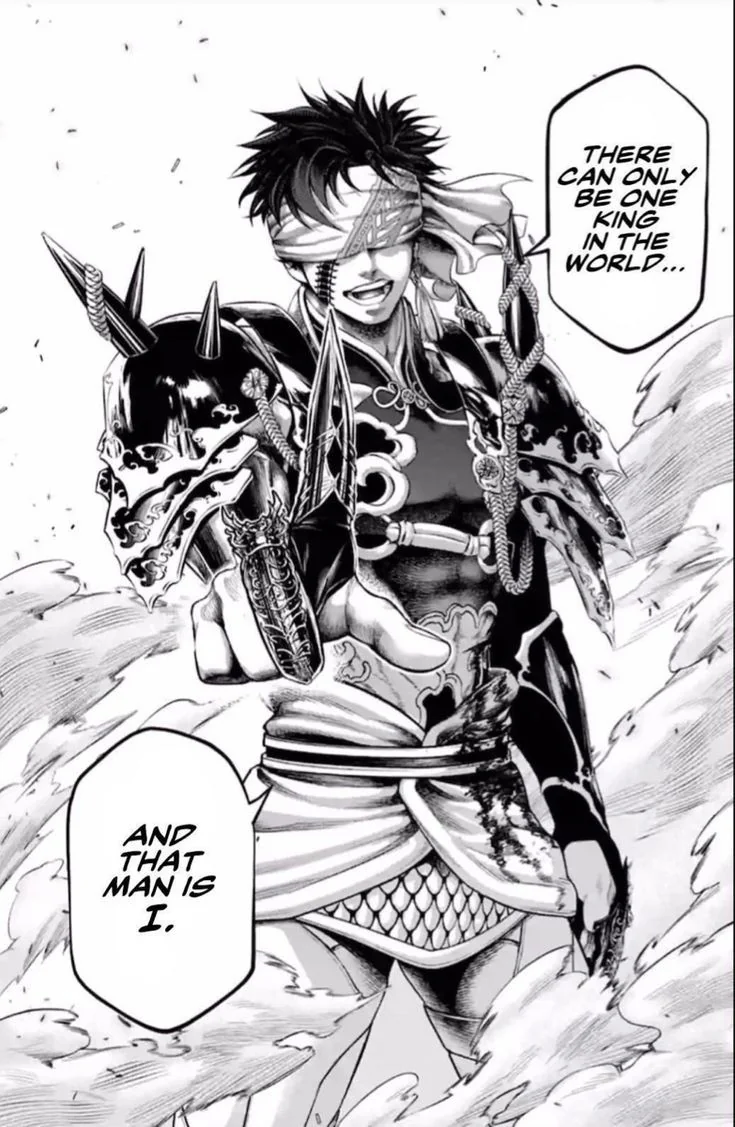 THERE
CAN ONLY
BE ONE
KING
IN THE
WORLD...
AND
THAT
MAN IS
I.